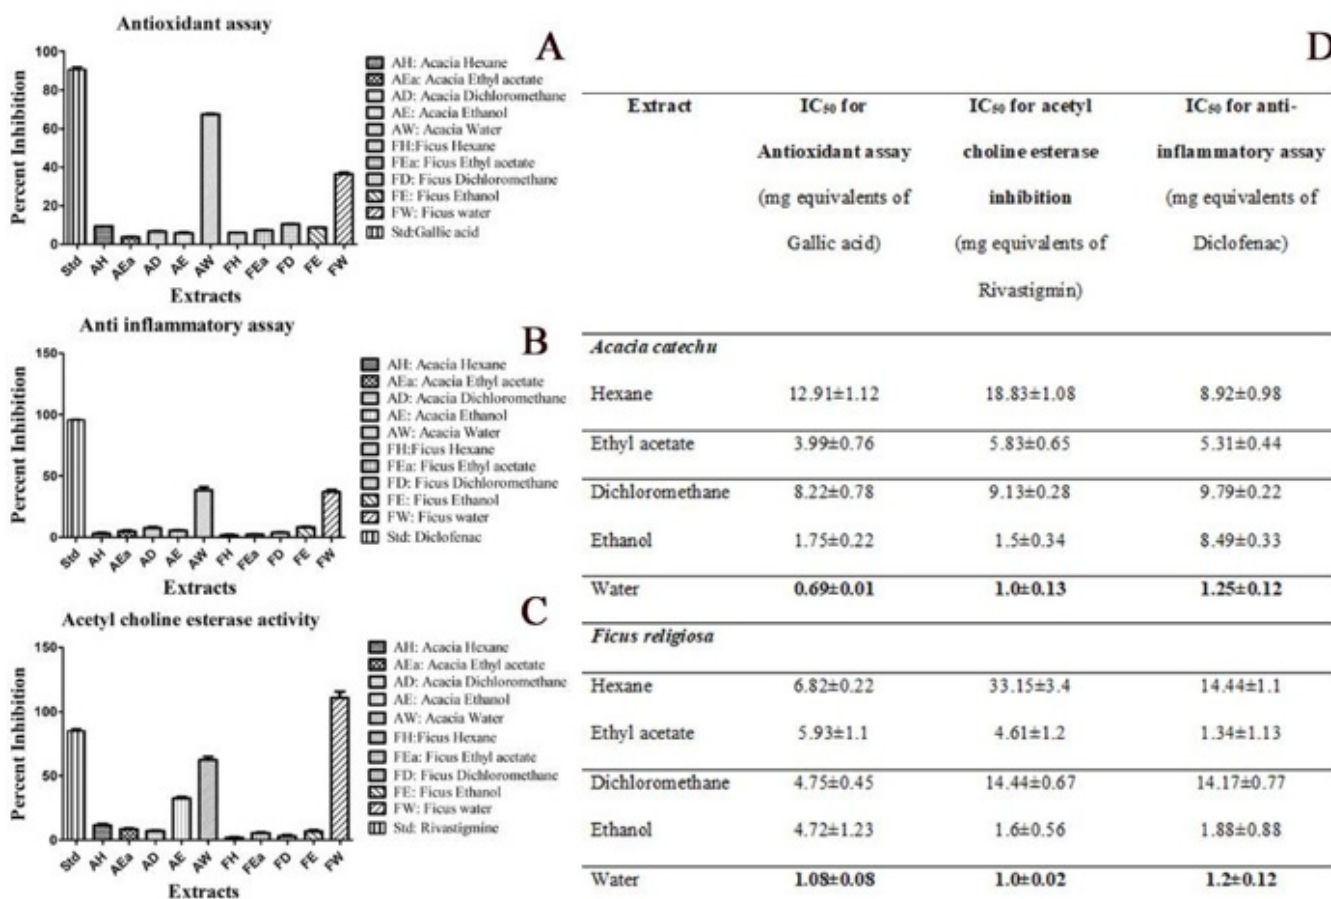 Antioxidant assay
A
Percent Inhibition
100
80
60
40
20
0
Std AH AEa AD AE AW FH FEa FD FE FW
Extracts
AH: Acacia Hexane
AEa: Acacia Ethyl acetate
AD: Acacia Dichloromethane
AE: Acacia Ethanol
AW: Acacia Water
FH:Ficus Hexane
FEa: Ficus Ethyl acetate
FD: Ficus Dichloromethane
FE: Ficus Ethanol
FW: Ficus water
Std:Gallic acid
Anti inflammatory assay
B
Percent Inhibition
150
100
50
0
Std AH AEa AD AE AW FH FEa FD FE FW
Extracts
AH: Acacia Hexane
AEa: Acacia Ethyl acetate
AD: Acacia Dichloromethane
AE: Acacia Ethanol
AW: Acacia Water
FH:Ficus Hexane
FEa: Ficus Ethyl acetate
FD: Ficus Dichloromethane
FE: Ficus Ethanol
FW: Ficus water
Std: Diclofenac
Acetyl choline esterase activity
C
Percent Inhibition
150
100
50
0
Std AH AEa AD AE AW FH FEa FD FE FW
Extracts
AH: Acacia Hexane
AEa: Acacia Ethyl acetate
AD: Acacia Dichloromethane
AE: Acacia Ethanol
AW: Acacia Water
FH:Ficus Hexane
FEa: Ficus Ethyl acetate
FD: Ficus Dichloromethane
FE: Ficus Ethanol
FW: Ficus water
Std: Rivastigmine
D
Extract IC₅₀ for IC₅₀ for acetyl IC₅₀ for anti-
Antioxidant assay choline esterase inflammatory assay
(mg equivalents of inhibition (mg equivalents of
Gallic acid) (mg equivalents of Diclofenac)
Rivastigmin)
Acacia catechu
Hexane 12.91±1.12 18.83±1.08 8.92±0.98
Ethyl acetate 3.99±0.76 5.83±0.65 5.31±0.44
Dichloromethane 8.22±0.78 9.13±0.28 9.79±0.22
Ethanol 1.75±0.22 1.5±0.34 8.49±0.33
Water 0.69±0.01 1.0±0.13 1.25±0.12
Ficus religiosa
Hexane 6.82±0.22 33.15±3.4 14.44±1.1
Ethyl acetate 5.93±1.1 4.61±1.2 1.34±1.13
Dichloromethane 4.75±0.45 14.44±0.67 14.17±0.77
Ethanol 4.72±1.23 1.6±0.56 1.88±0.88
Water 1.08±0.08 1.0±0.02 1.2±0.12